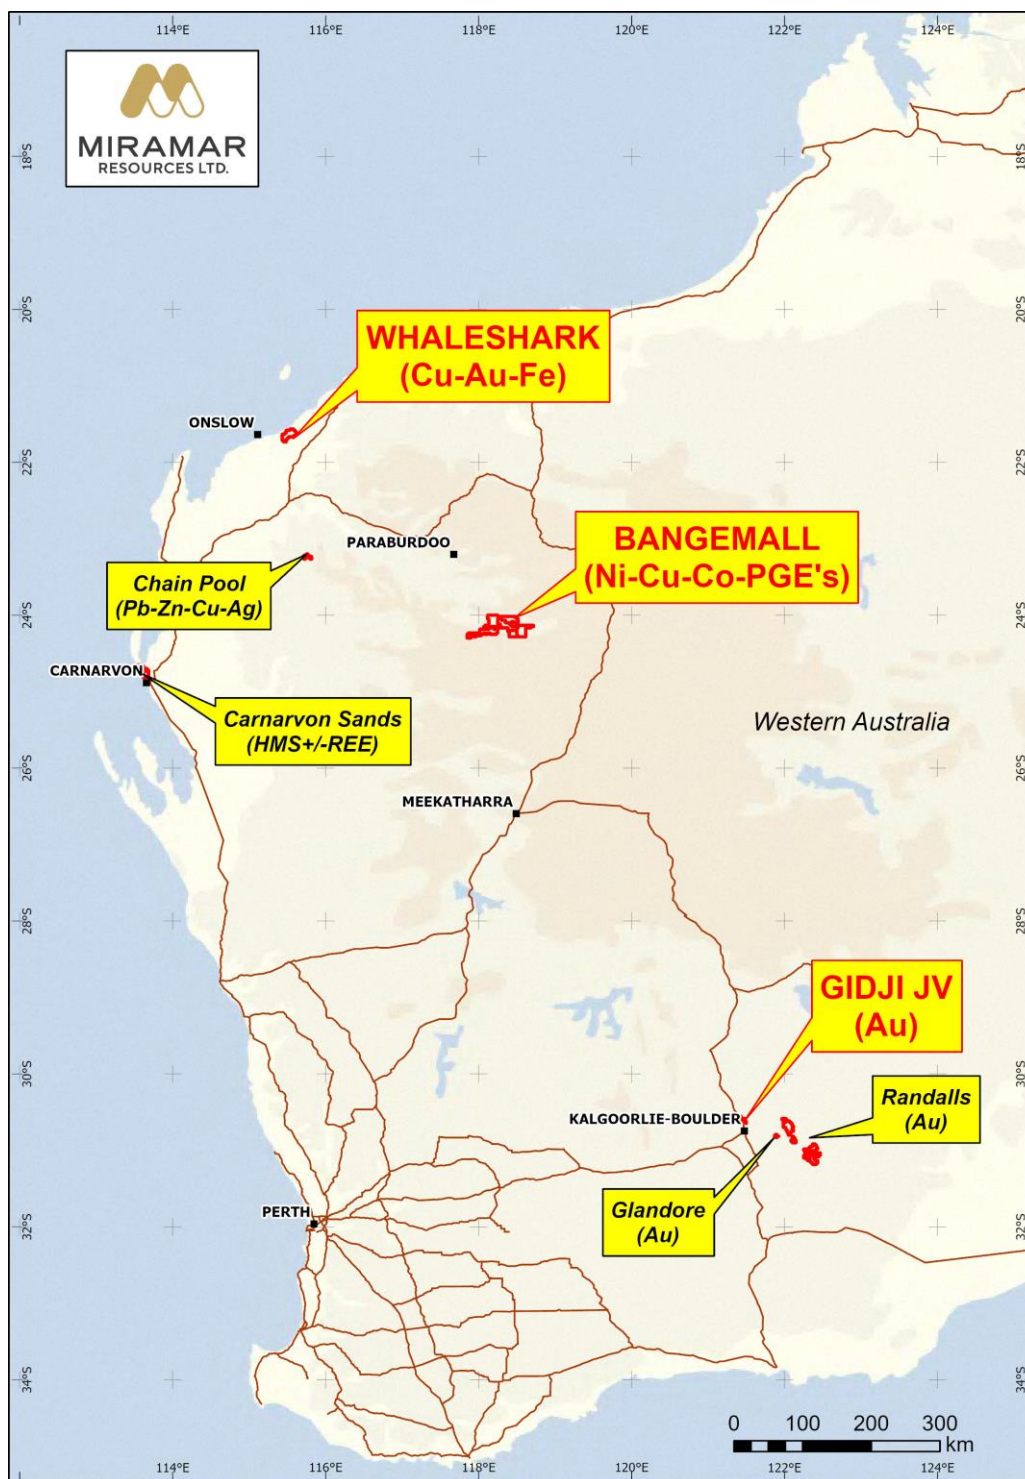 114°E 116°E 118°E 120°E 122°E 124°E
MIRAMAR
RESOURCES LTD.
18°S 18°S
20°S 20°S
WHALESHARK
(Cu-Au-Fe)
ONSLOW
22°S 22°S
PARABURDOO
BANGEMALL
(Ni-Cu-Co-PGE's)
Chain Pool
(Pb-Zn-Cu-Ag)
24°S 24°S
CARNARVON
Carnarvon Sands
(HMS+/-REE)
Western Australia
26°S 26°S
MEEKATHARRA
28°S 28°S
GIDJI JV
(Au)
30°S 30°S
KALGOORLIE-BOULDER
Randalls
(Au)
Glandore
(Au)
PERTH
32°S 32°S
34°S 34°S
0 100 200 300
km
114°E 116°E 118°E 120°E 122°E 124°E